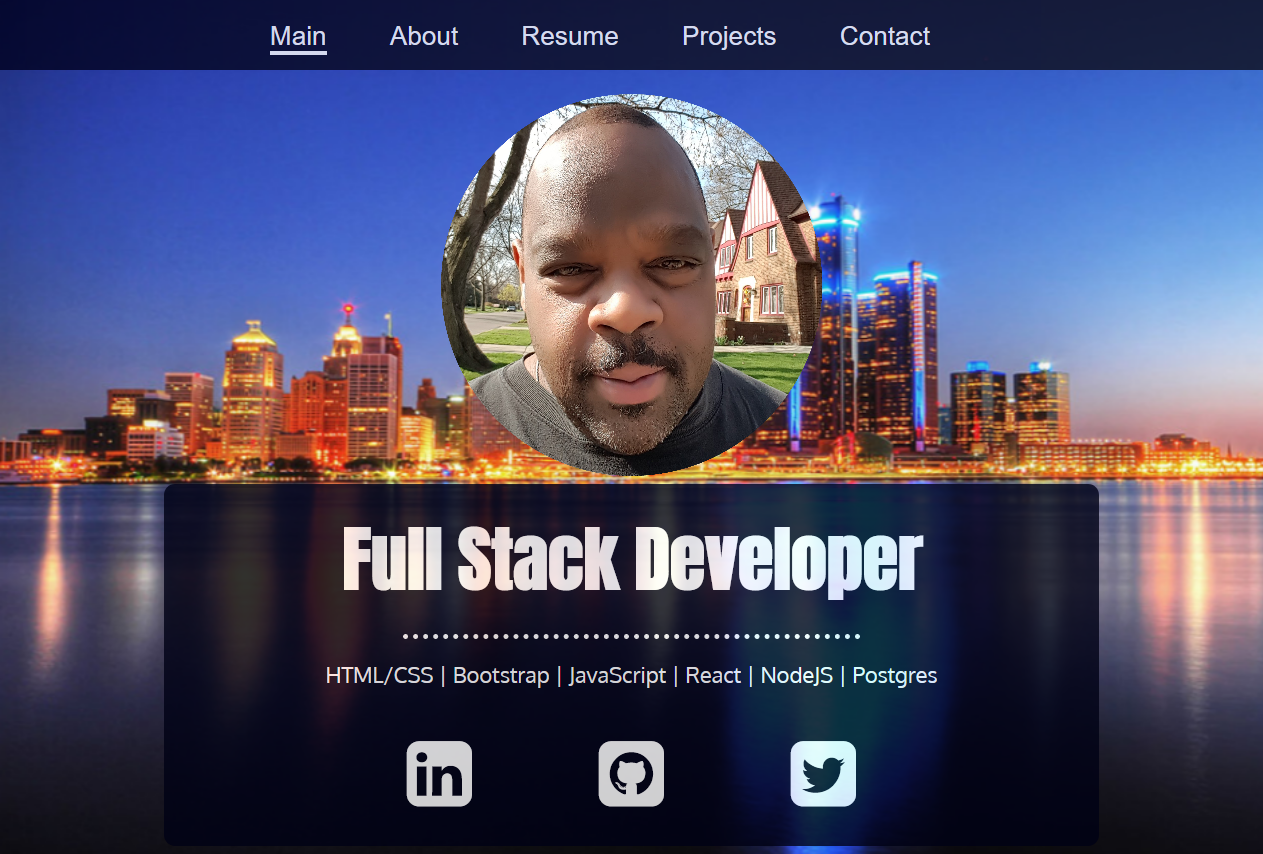 Main About Resume Projects Contact
Full Stack Developer
HTML/CSS | Bootstrap | JavaScript | React | NodeJS | Postgres
in